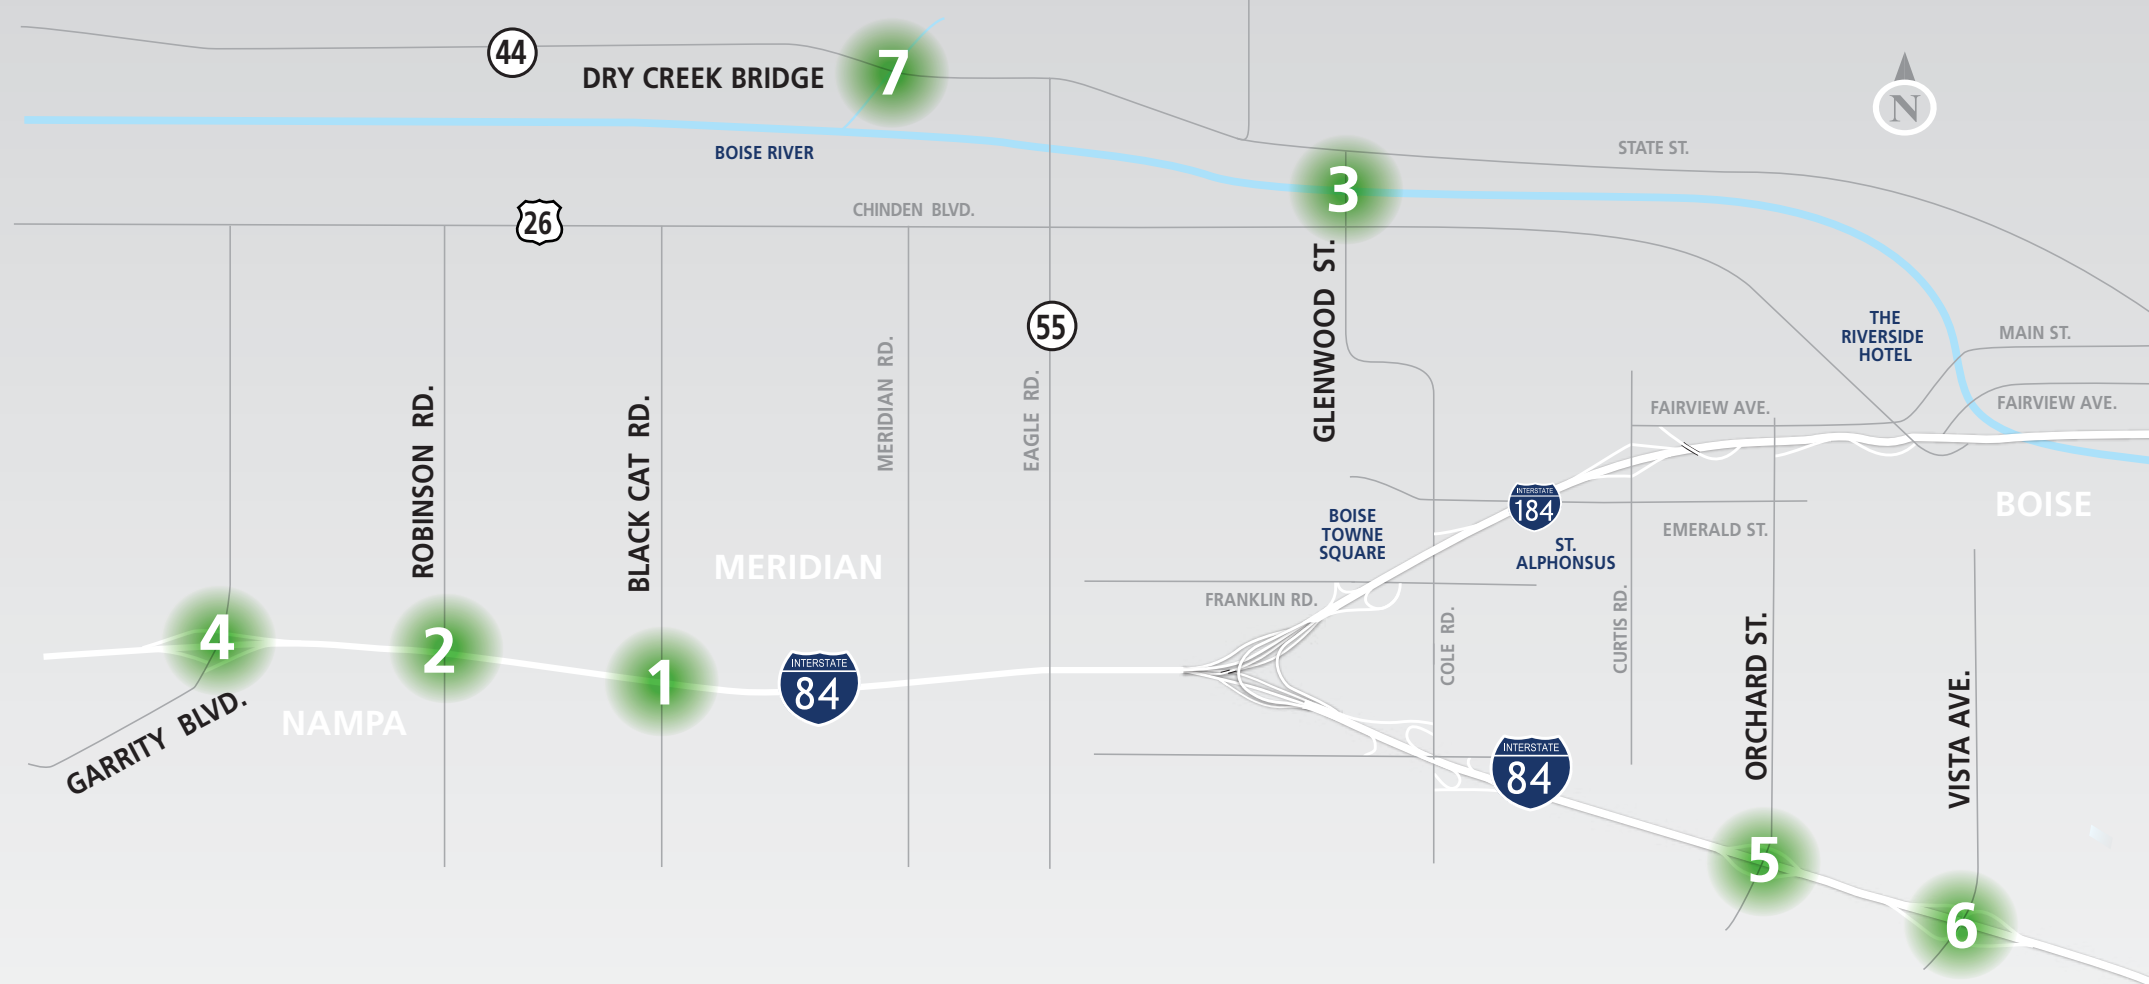 44
DRY CREEK BRIDGE
7
N
BOISE RIVER
STATE ST.
3
26
CHINDEN BLVD.
55
THE
RIVERSIDE
HOTEL
MAIN ST.
FAIRVIEW AVE.
FAIRVIEW AVE.
ROBINSON RD.
BLACK CAT RD.
MERIDIAN RD.
EAGLE RD.
GLENWOOD ST.
INTERSTATE
184
BOISE
BOISE
TOWNE
SQUARE
EMERALD ST.
ST.
ALPHONSUS
MERIDIAN
FRANKLIN RD.
COLE RD.
CURTIS RD.
ORCHARD ST.
VISTA AVE.
4
2
1
INTERSTATE
84
NAMPA
GARRITY BLVD.
INTERSTATE
84
5
6